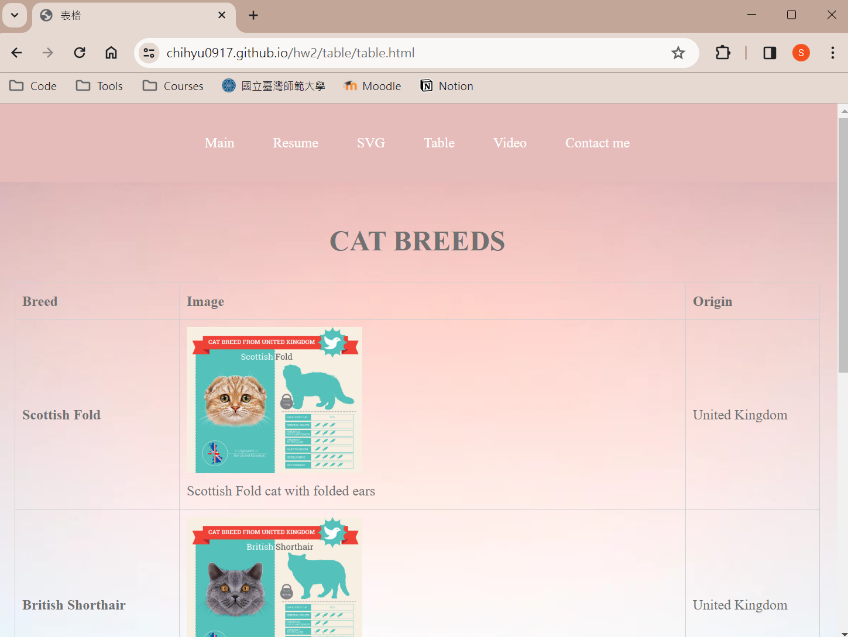 表格
chihyu0917.github.io/hw2/table/table.html
S
Code Tools Courses 國立臺灣師範大學 Moodle Notion
Main Resume SVG Table Video Contact me
CAT BREEDS
Breed Image Origin
CAT BREED FROM UNITED KINGDOM
Scottish Fold
Scottish Fold
United Kingdom
Scottish Fold cat with folded ears
CAT BREED FROM UNITED KINGDOM
British Shorthair
British Shorthair
United Kingdom